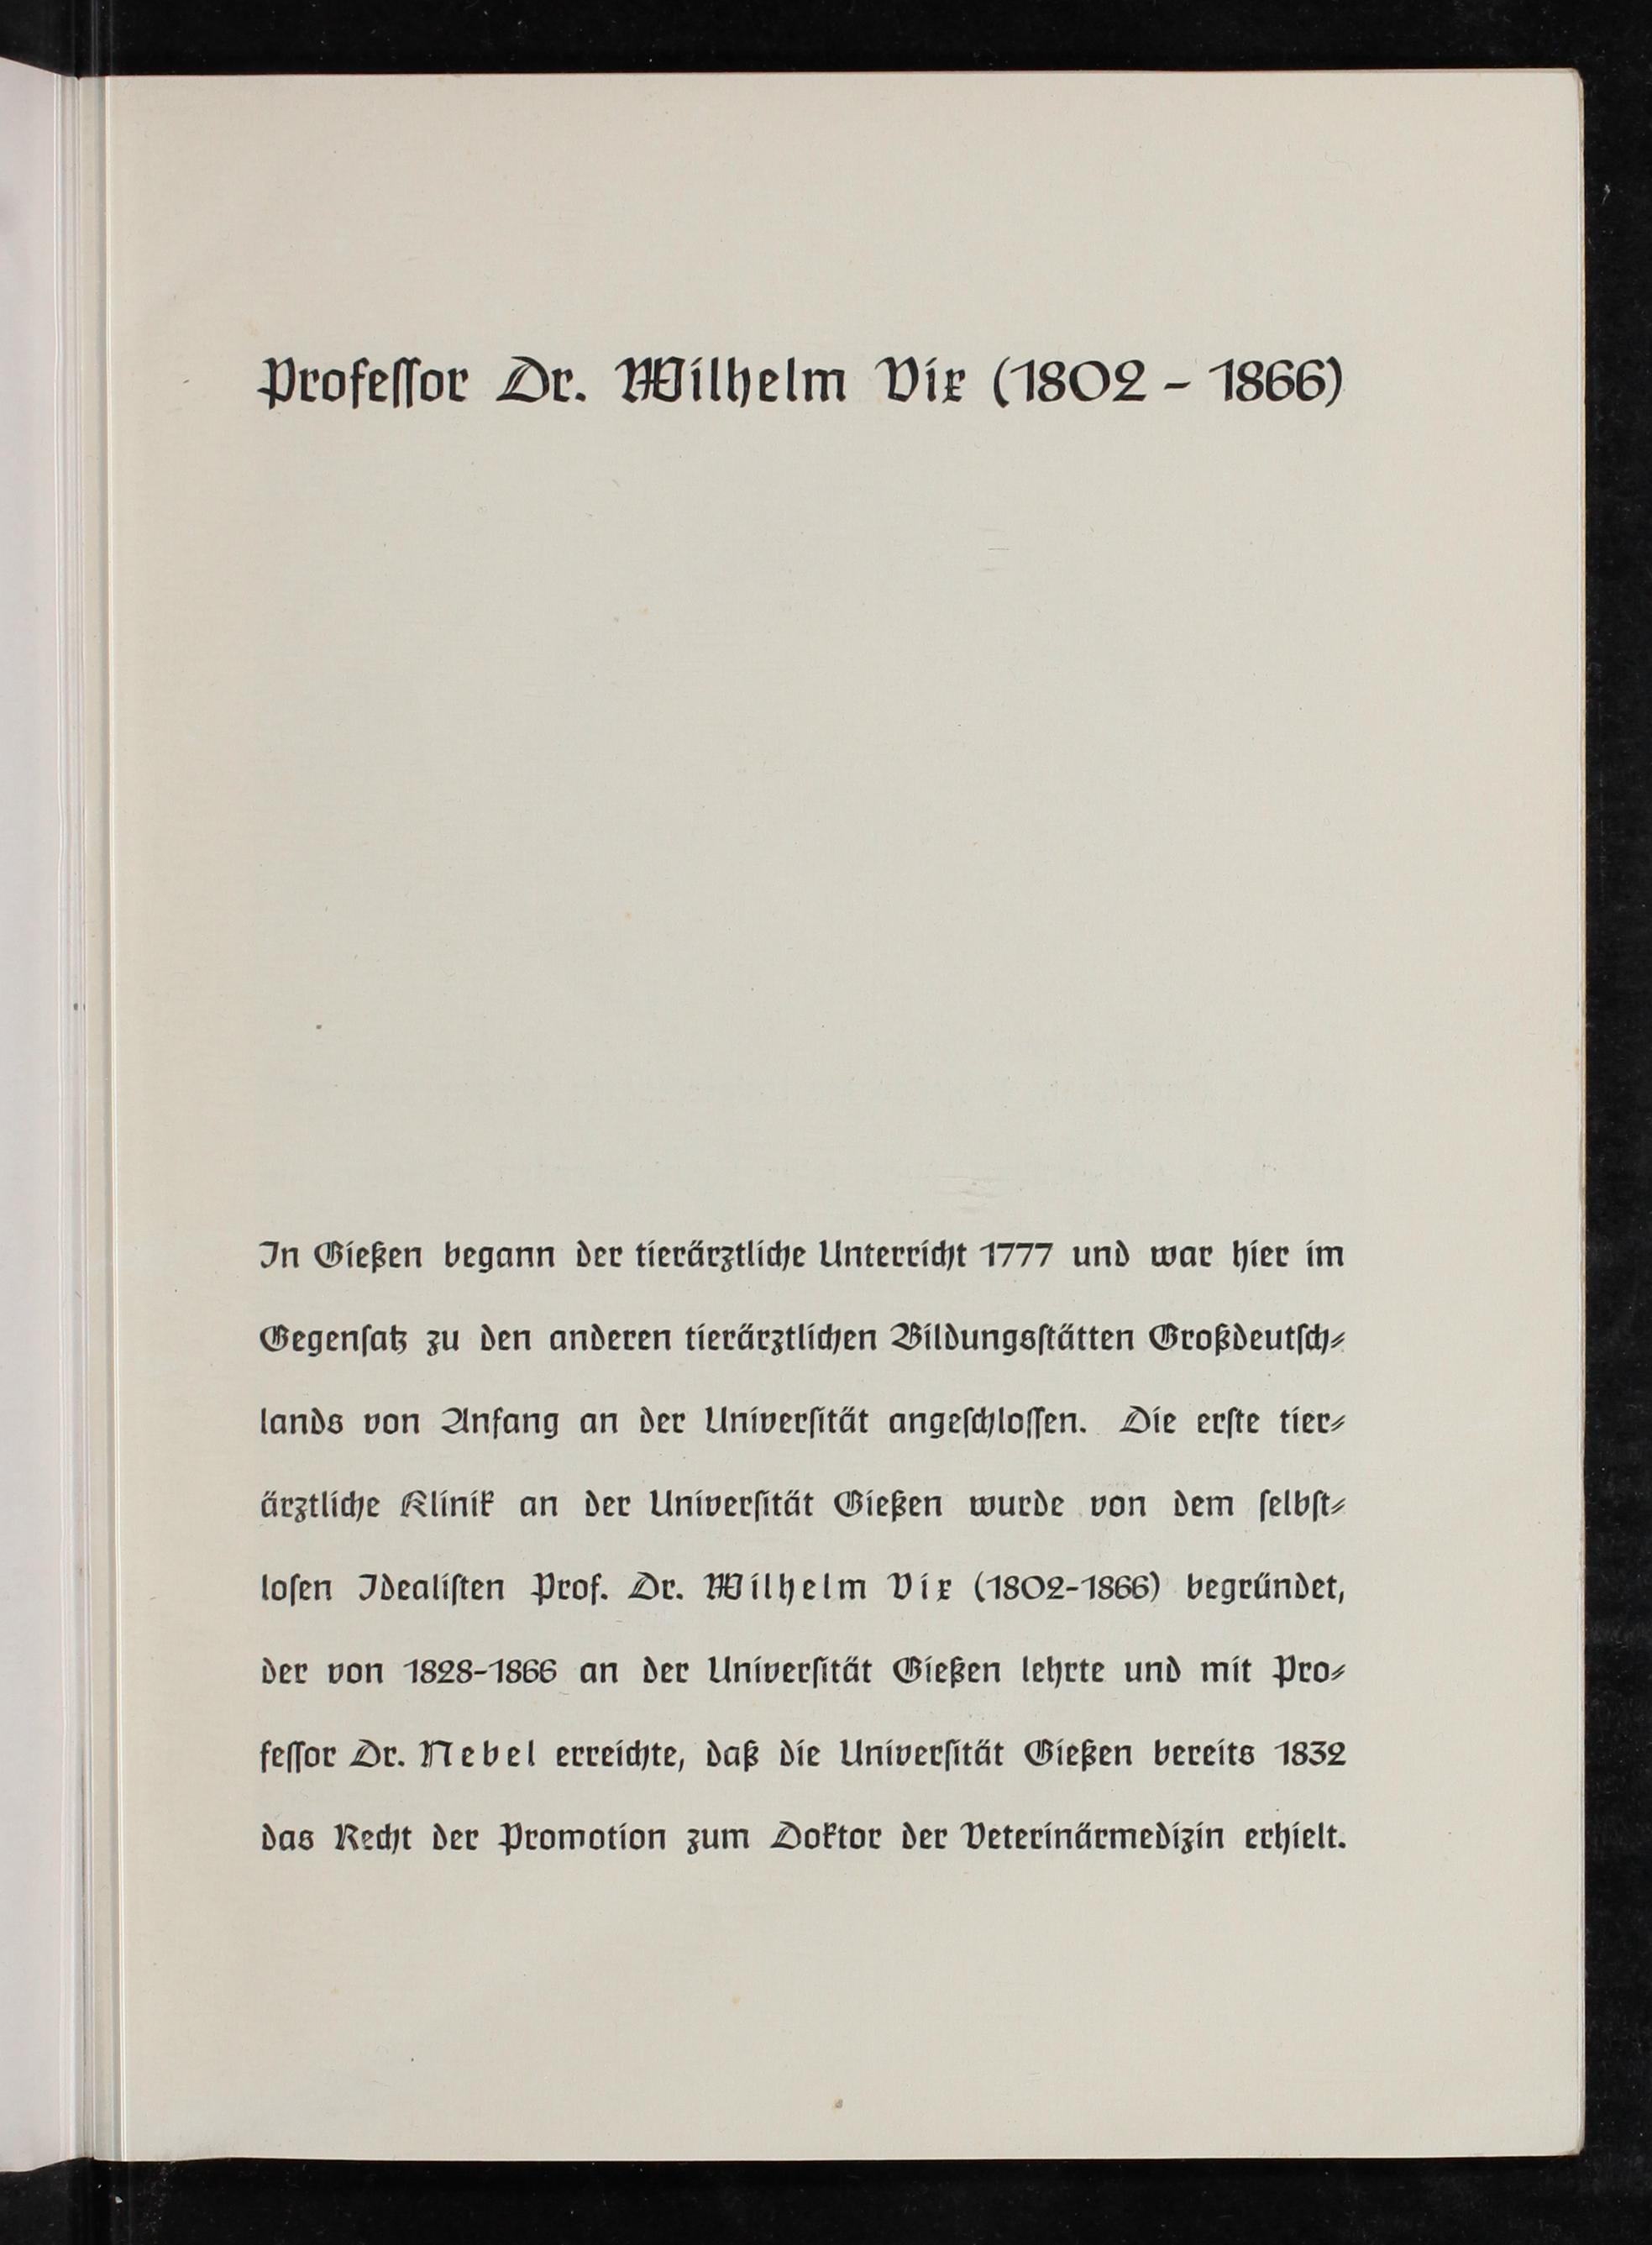 Professor Dr. Wilhelm Vix (1802 - 1866)
In Gießen begann der tierärztliche Unterricht 1777 und war hier im
Gegensatz zu den anderen tierärztlichen Bildungsstätten Großdeutsch-
lands von Anfang an der Universität angeschlossen. Die erste tier-
ärztliche Klinik an der Universität Gießen wurde von dem selbst-
losen Idealisten Prof. Dr. Wilhelm Vix (1802-1866) begründet,
der von 1828-1866 an der Universität Gießen lehrte und mit Pro-
fessor Dr. Nebel erreichte, daß die Universität Gießen bereits 1832
das Recht der Promotion zum Doktor der Veterinärmedizin erhielt.